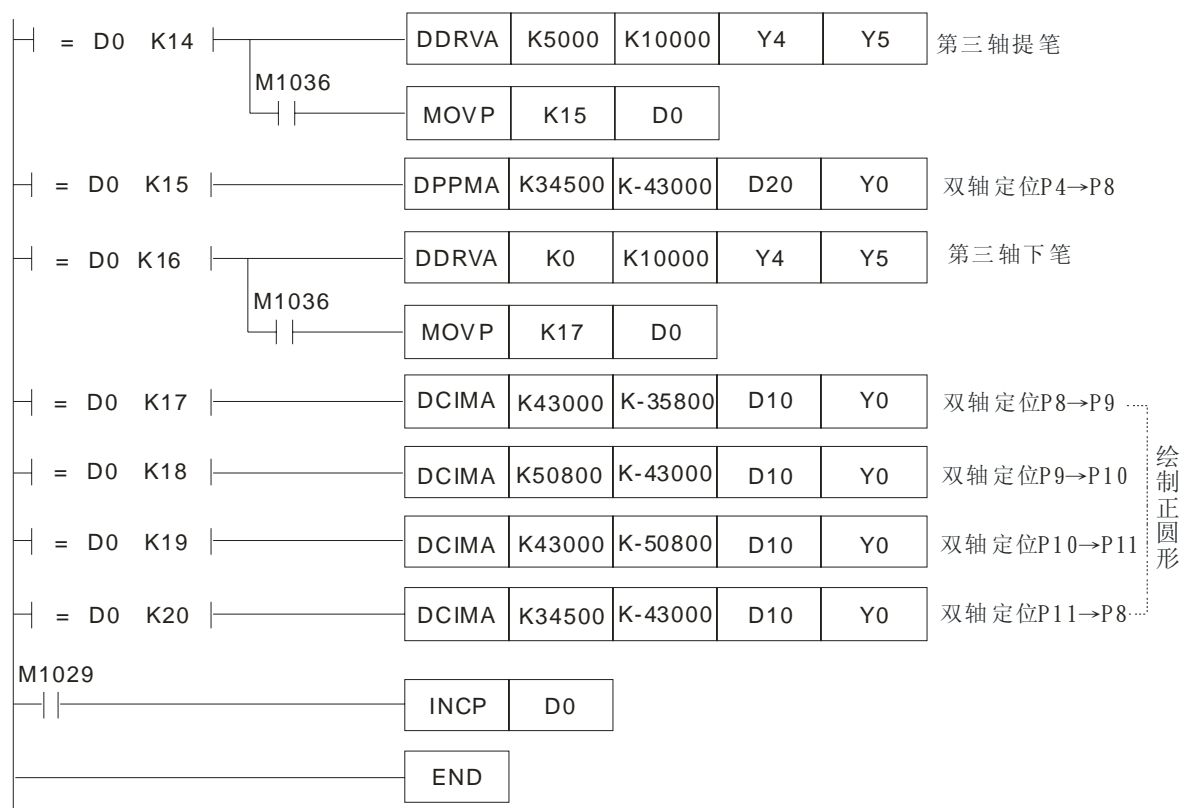 = D0 K14 DDRVA K5000 K10000 Y4 Y5 第三轴提笔
M1036
MOVP K15 D0
= D0 K15 DPPMA K34500 K-43000 D20 Y0 双轴定位P4→P8
= D0 K16 DDRVA K0 K10000 Y4 Y5 第三轴下笔
M1036
MOVP K17 D0
= D0 K17 DCIMA K43000 K-35800 D10 Y0 双轴定位P8→P9
= D0 K18 DCIMA K50800 K-43000 D10 Y0 双轴定位P9→P10
= D0 K19 DCIMA K43000 K-50800 D10 Y0 双轴定位P10→P11
= D0 K20 DCIMA K34500 K-43000 D10 Y0 双轴定位P11→P8
绘制正圆形
M1029
INCP D0
END